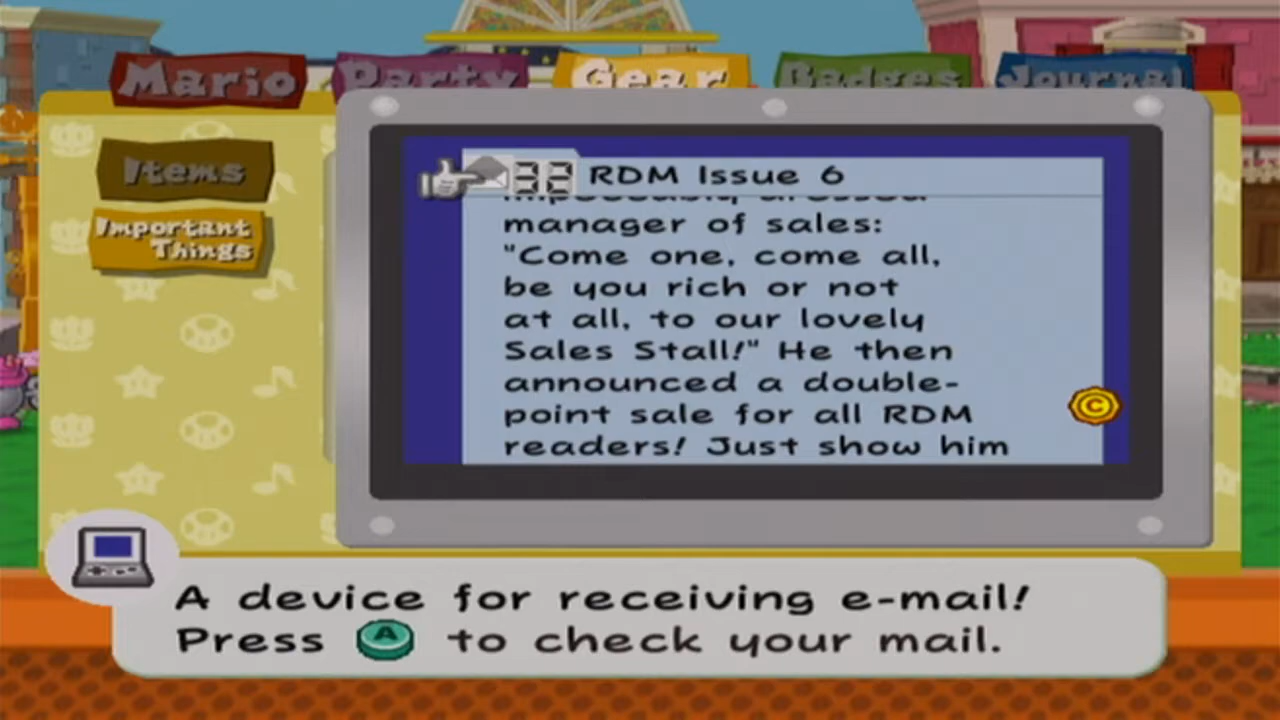 Mario Party Gear Badges Journal
Items
Important
Things
32 RDM Issue 6
impeccably dressed
manager of sales:
"Come one, come all,
be you rich or not
at all, to our lovely
Sales Stall!" He then
announced a double-
point sale for all RDM
readers! Just show him
C
A device for receiving e-mail!
Press A to check your mail.